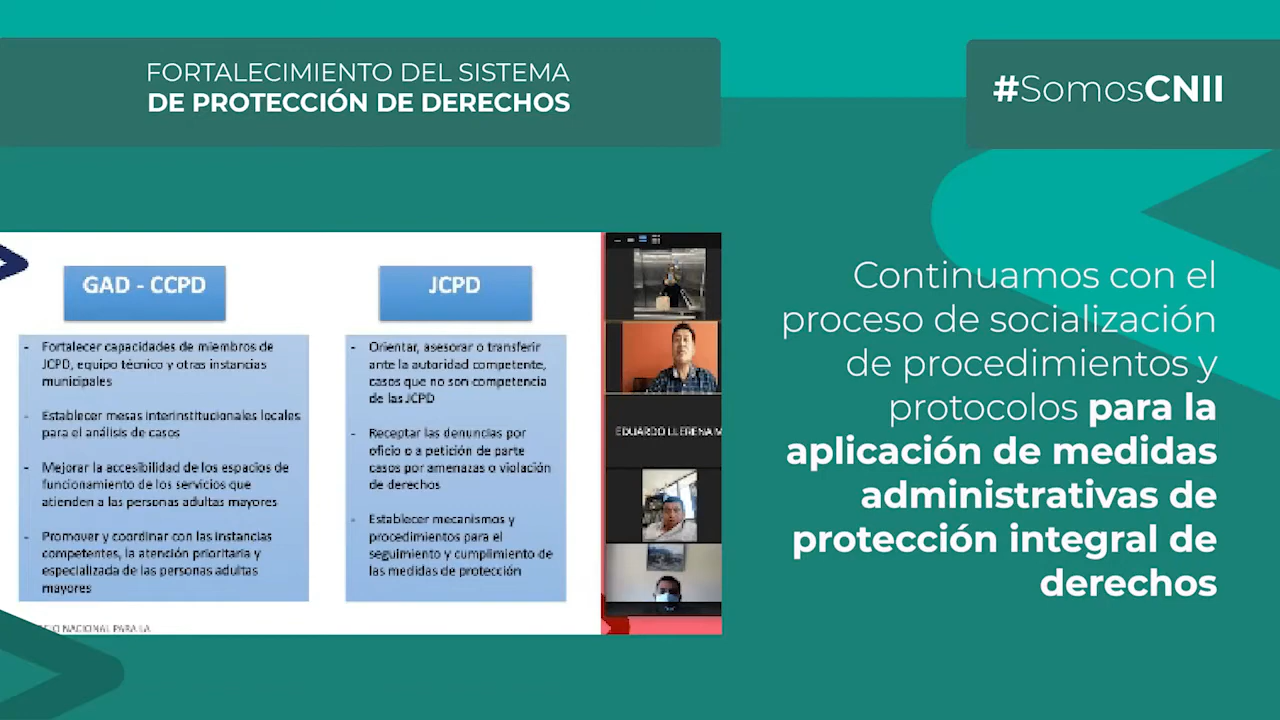 FORTALECIMIENTO DEL SISTEMA
DE PROTECCIÓN DE DERECHOS
#SomosCNII
GAD - CCPD
- Fortalecer capacidades de miembros de
JCPD, equipo técnico y otras instancias
municipales
- Establecer mesas interinstitucionales locales
para el análisis de casos
- Mejorar la accesibilidad de los espacios de
funcionamiento de los servicios que
atienden a las personas adultas mayores
- Promover y coordinar con las instancias
competentes, la atención prioritaria y
especializada de las personas adultas
mayores
JCPD
- Orientar, asesorar o transferir
ante la autoridad competente,
casos que no son competencia
de las JCPD
- Receptar las denuncias por
oficio o a petición de parte
casos por amenazas o violación
de derechos
- Establecer mecanismos y
procedimientos para el
seguimiento y cumplimiento de
las medidas de protección
NACIONAL PARA LA
EDUARDO LLERENA M
Continuamos con el
proceso de socialización
de procedimientos y
protocolos para la
aplicación de medidas
administrativas de
protección integral de
derechos